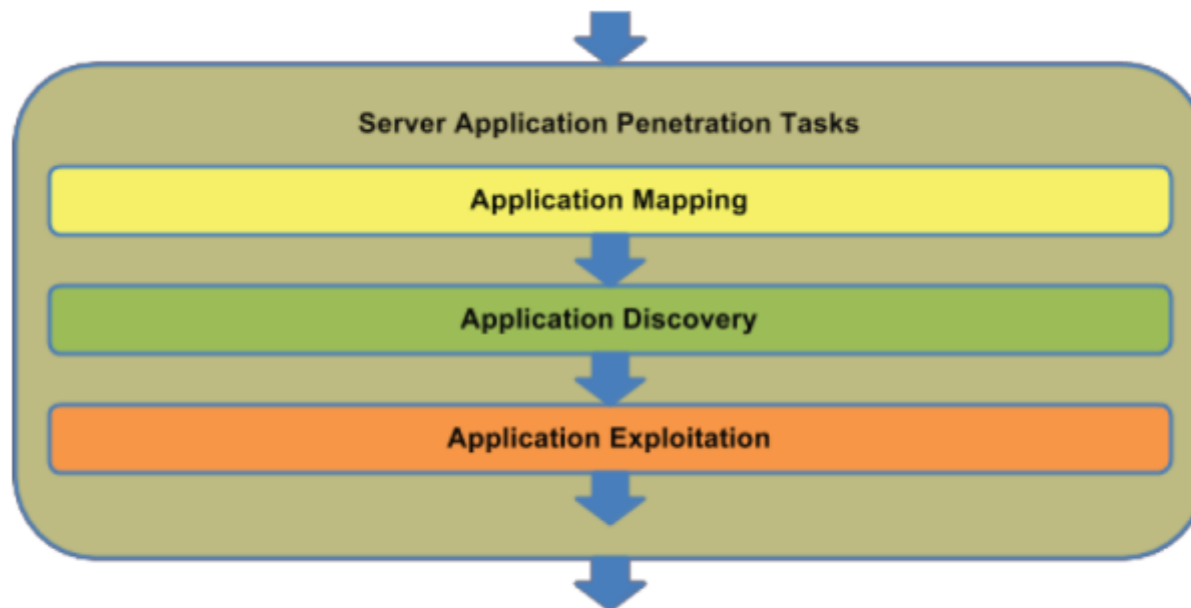 Server Application Penetration Tasks
Application Mapping
Application Discovery
Application Exploitation